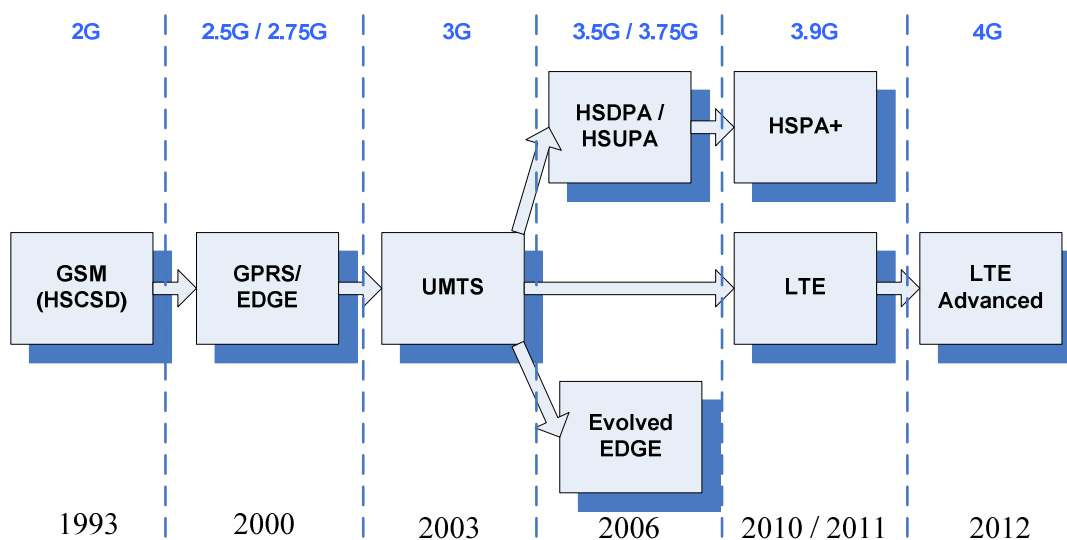 2G
2.5G / 2.75G
3G
3.5G / 3.75G
3.9G
4G
HSDPA /
HSUPA
HSPA+
GSM
(HSCSD)
GPRS/
EDGE
UMTS
LTE
LTE
Advanced
Evolved
EDGE
1993
2000
2003
2006
2010 / 2011
2012